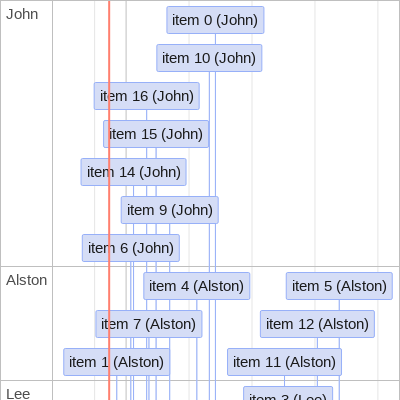 John
item 0 (John)
item 10 (John)
item 16 (John)
item 15 (John)
item 14 (John)
item 9 (John)
item 6 (John)
Alston
item 4 (Alston)
item 5 (Alston)
item 7 (Alston)
item 12 (Alston)
item 1 (Alston)
item 11 (Alston)
Lee
item 3 (Lee)